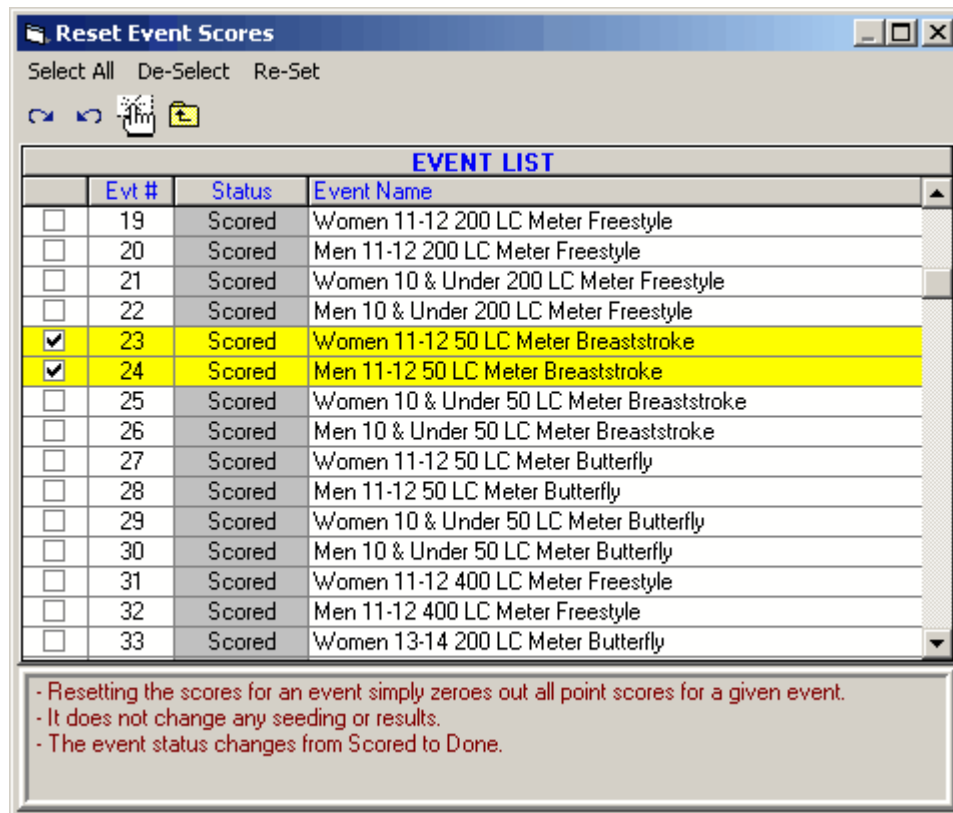 Reset Event Scores
Select All De-Select Re-Set
EVENT LIST
Evt # Status Event Name
19 Scored Women 11-12 200 LC Meter Freestyle
20 Scored Men 11-12 200 LC Meter Freestyle
21 Scored Women 10 & Under 200 LC Meter Freestyle
22 Scored Men 10 & Under 200 LC Meter Freestyle
23 Scored Women 11-12 50 LC Meter Breaststroke
24 Scored Men 11-12 50 LC Meter Breaststroke
25 Scored Women 10 & Under 50 LC Meter Breaststroke
26 Scored Men 10 & Under 50 LC Meter Breaststroke
27 Scored Women 11-12 50 LC Meter Butterfly
28 Scored Men 11-12 50 LC Meter Butterfly
29 Scored Women 10 & Under 50 LC Meter Butterfly
30 Scored Men 10 & Under 50 LC Meter Butterfly
31 Scored Women 11-12 400 LC Meter Freestyle
32 Scored Men 11-12 400 LC Meter Freestyle
33 Scored Women 13-14 200 LC Meter Butterfly
- Resetting the scores for an event simply zeroes out all point scores for a given event.
- It does not change any seeding or results.
- The event status changes from Scored to Done.